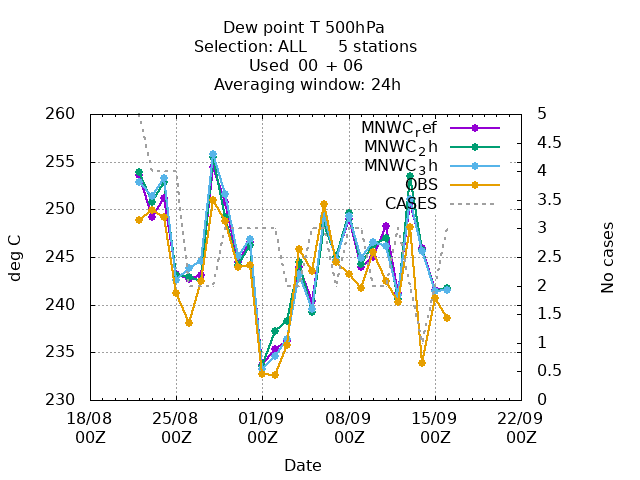 Dew point T 500hPa
Selection: ALL 5 stations
Used 00 + 06
Averaging window: 24h
MNWC_ref
MNWC_2h
MNWC_3h
OBS
CASES
deg C
260
255
250
245
240
235
230
5
4.5
4
3.5
3
2.5
2
1.5
1
0.5
0
No cases
18/08 25/08 01/09 08/09 15/09 22/09
00Z 00Z 00Z 00Z 00Z 00Z
Date